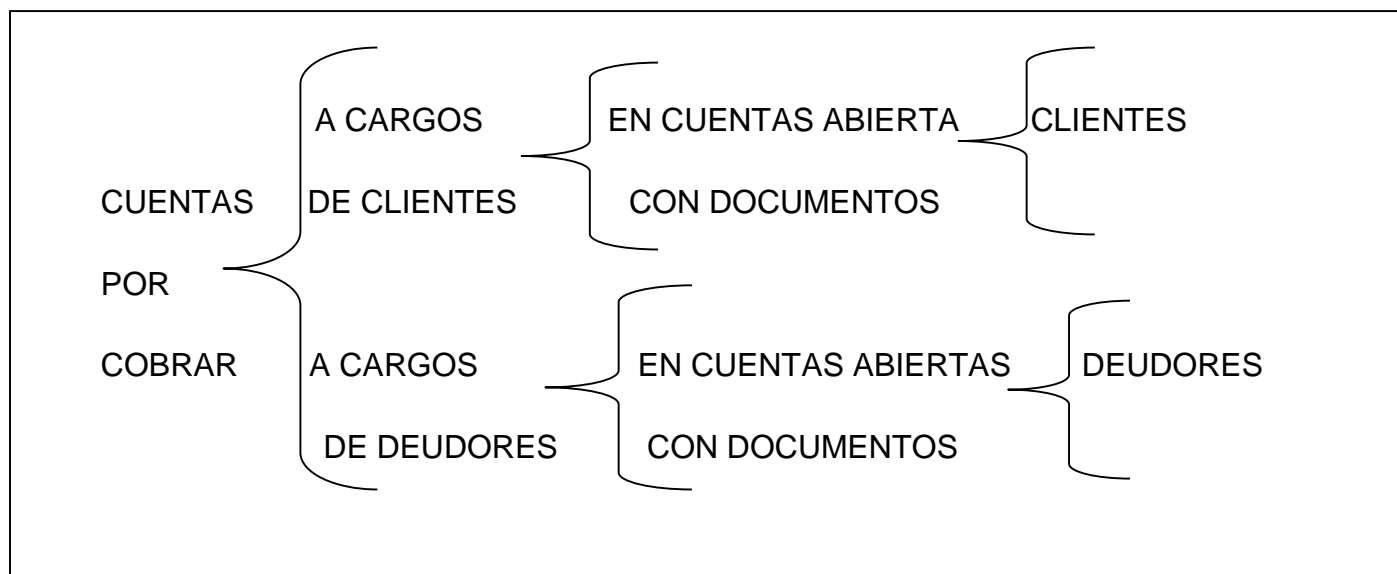 A CARGOS EN CUENTAS ABIERTA CLIENTES
CUENTAS DE CLIENTES CON DOCUMENTOS
POR
COBRAR A CARGOS EN CUENTAS ABIERTAS DEUDORES
DE DEUDORES CON DOCUMENTOS